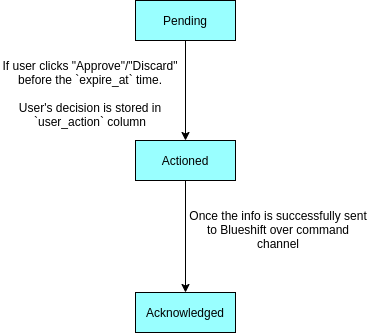 Pending
If user clicks "Approve"/"Discard"
before the `expire_at` time.
User's decision is stored in
`user_action` column
Actioned
Once the info is successfully sent
to Blueshift over command
channel
Acknowledged